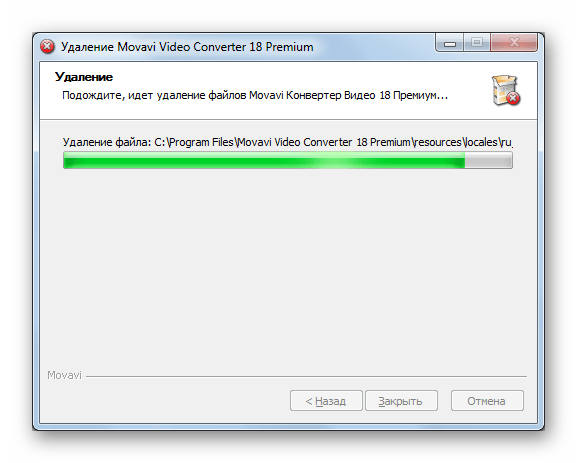 Удаление Movavi Video Converter 18 Premium
Удаление
Подождите, идет удаление файлов Movavi Конвертер Видео 18 Премиум...
Удаление файла: C:\Program Files\Movavi Video Converter 18 Premium\resources\locales\ru_
Movavi
< Назад
Закрыть
Отмена